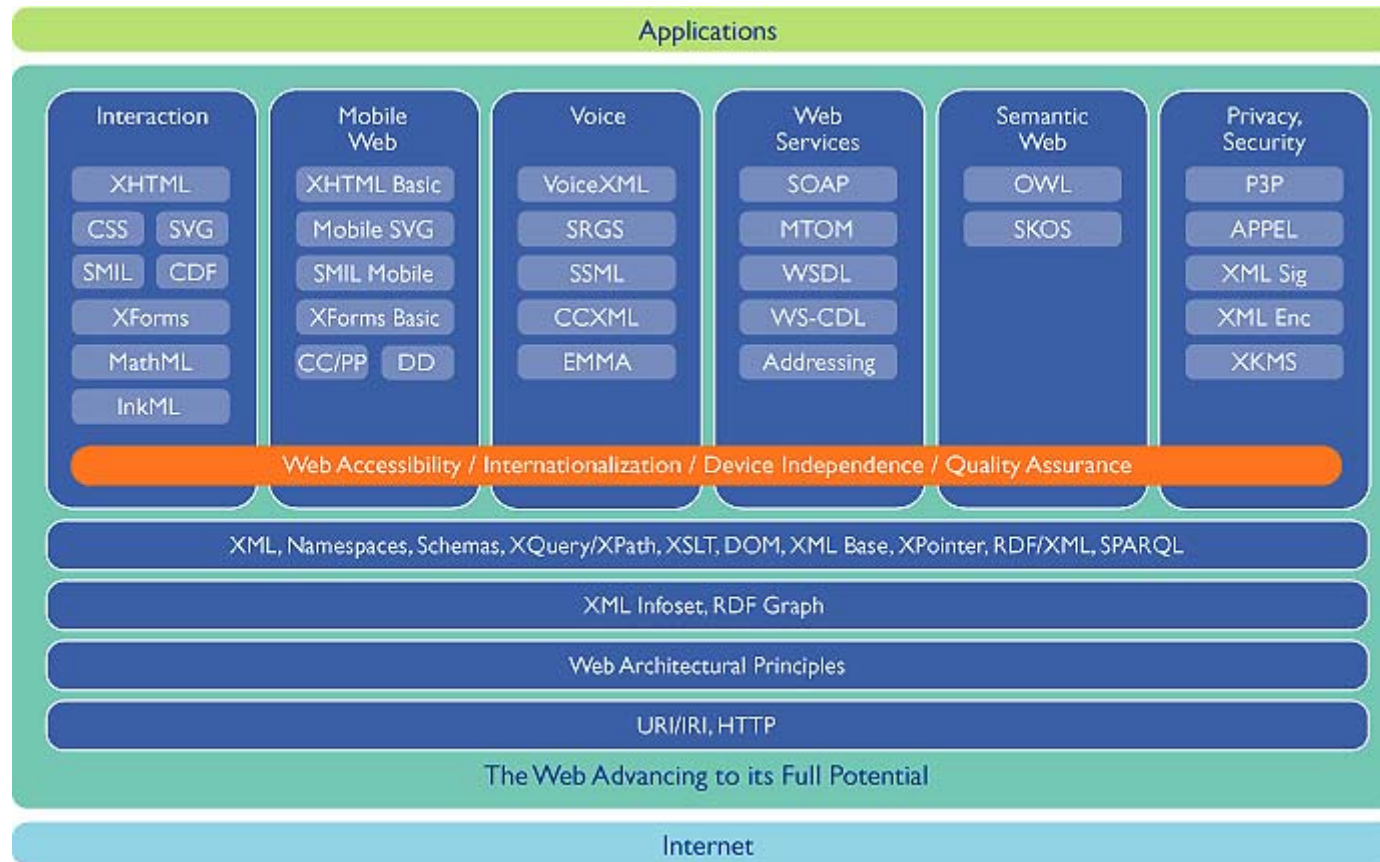 Applications
Interaction
XHTML
CSS
SVG
SMIL
CDF
XForms
MathML
InkML
Mobile
Web
XHTML Basic
Mobile SVG
SMIL Mobile
XForms Basic
CC/PP
DD
Voice
VoiceXML
SRGS
SSML
CCXML
EMMA
Web
Services
SOAP
MTOM
WSDL
WS-CDL
Addressing
Semantic
Web
OWL
SKOS
Privacy,
Security
P3P
APPEL
XML Sig
XML Enc
XKMS
Web Accessibility / Internationalization / Device Independence / Quality Assurance
XML, Namespaces, Schemas, XQuery/XPath, XSLT, DOM, XML Base, XPointer, RDF/XML, SPARQL
XML Infoset, RDF Graph
Web Architectural Principles
URI/IRI, HTTP
The Web Advancing to its Full Potential
Internet